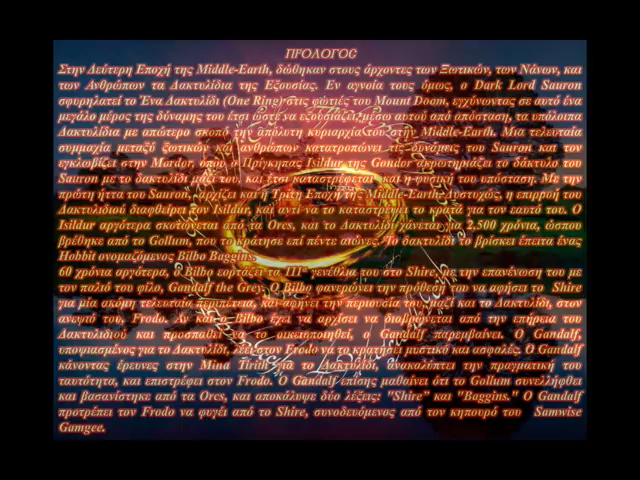 ΠΡΟΛΟΓΟΣ
Στην Δεύτερη Εποχή της Middle-Earth, δώθηκαν στους άρχοντες των Ξωτικών, των Νάνων, και
των Ανθρώπων τα Δακτυλίδια της Εξουσίας. Εν αγνοία τους όμως, ο Dark Lord Sauron
σφυρηλατεί το Ένα Δακτυλίδι (One Ring) στις φωτιές του Mount Doom, εγχύνοντας σε αυτό ένα
μεγάλο μέρος της δύναμης του έτσι ώστε να εξουσιάζει μέσω αυτού από απόσταση, τα υπόλοιπα
Δακτυλίδια με απώτερο σκοπό την απόλυτη κυριαρχία στο στην Middle-Earth. Μια τελευταία
συμμαχία μεταξύ ξωτικών και ανθρώπων κατατροπώνει τις δυνάμεις του Sauron και τον
εγκλωβίζει στην Mordor, όπου ο Πρίγκηπας Isildur της Gondor ακρωτηριάζει το δάκτυλο του
Sauron με το δακτυλίδι μαζί του, και έτσι καταστρέφεται και η φυσική του υπόσταση. Με την
πρώτη ήττα του Sauron, αρχίζει και η Τρίτη Εποχή της Middle-Earth. Δυστυχώς, η επιρροή του
Δακτυλιδιού διαφθείρει τον Isildur, και αντί να το καταστρέψει το κρατά για τον εαυτό του. Ο
Isildur αργότερα σκοτώνεται από τα Orcs, και το Δακτυλίδι χάνεται για 2,500 χρόνια, ώσπου
βρέθηκε από το Gollum, που το κράτησε επί πέντε αιώνες. Το δακτυλίδι το βρίσκει έπειτα ένας
Hobbit ονομαζόμενος Bilbo Baggins.
60 χρόνια αργότερα, ο Bilbo εορτάζει τα 111α γενέθλιά του στο Shire, με την επανένωση του με
τον παλιό του φίλο, Gandalf the Grey. Ο Bilbo φανερώνει την πρόθεσή του να αφήσει το Shire
για μία ακόμη τελευταία περιπέτεια, και αφήνει την περιουσία του, μαζί και το Δακτυλίδι, στον
ανεψιό του, Frodo. Αν και ο Bilbo έχει να αρχίσει να διαβρώνεται από την επήρεια του
Δακτυλιδιού και προσπαθεί να το οικειοποιηθεί, ο Gandalf παρεμβαίνει. Ο Gandalf,
υποψιασμένος για το Δακτυλίδι, λέει στον Frodo να το κρατήσει μυστικό και ασφαλές. Ο Gandalf
κάνοντας έρευνες στην Minas Tirith για το Δακτυλίδι, ανακαλύπτει την πραγματική του
ταυτότητα, και επιστρέφει στον Frodo. Ο Gandalf επίσης μαθαίνει ότι το Gollum συνελλήφθει
και βασανίστηκε από τα Orcs, και αποκάλυψε δύο λέξεις: "Shire" και "Baggins." Ο Gandalf
προτρέπει τον Frodo να φυγέι από το Shire, συνοδευόμενος από τον κηπουρό του Samwise
Gamgee.